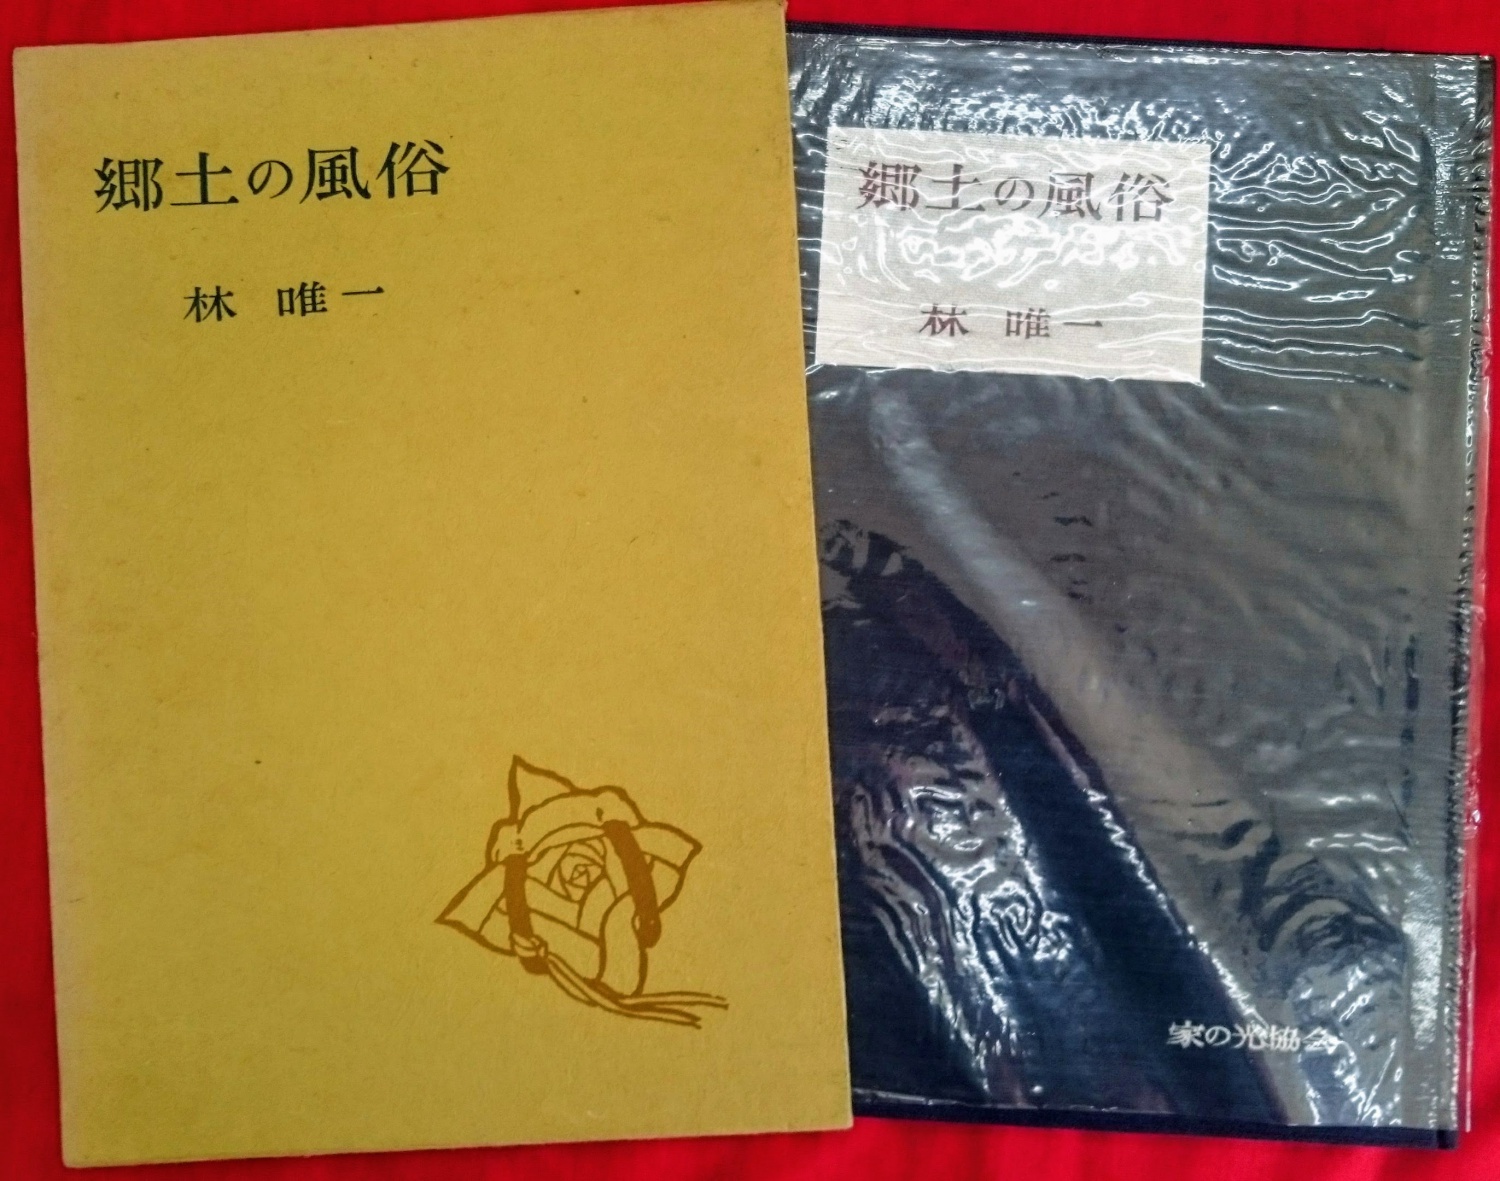 郷土の風俗
林 唯一
郷土の風俗
林 唯一
家の光協会